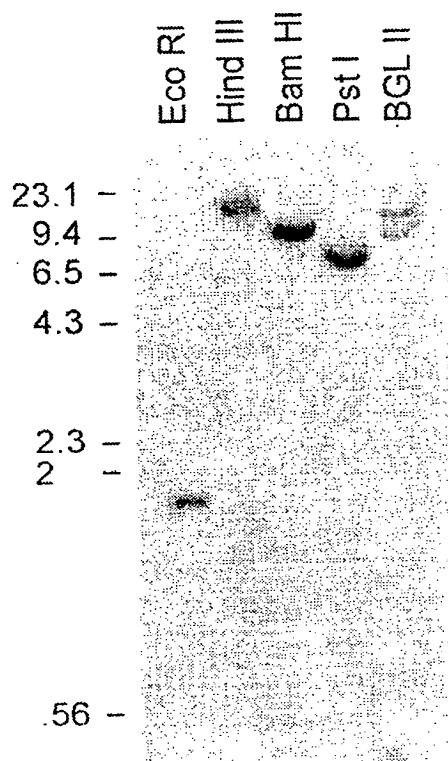 Eco RI
Hind III
Bam HI
Pst I
BGL II
23.1 –
9.4 –
6.5 –
4.3 –
2.3 –
2 –
.56 –